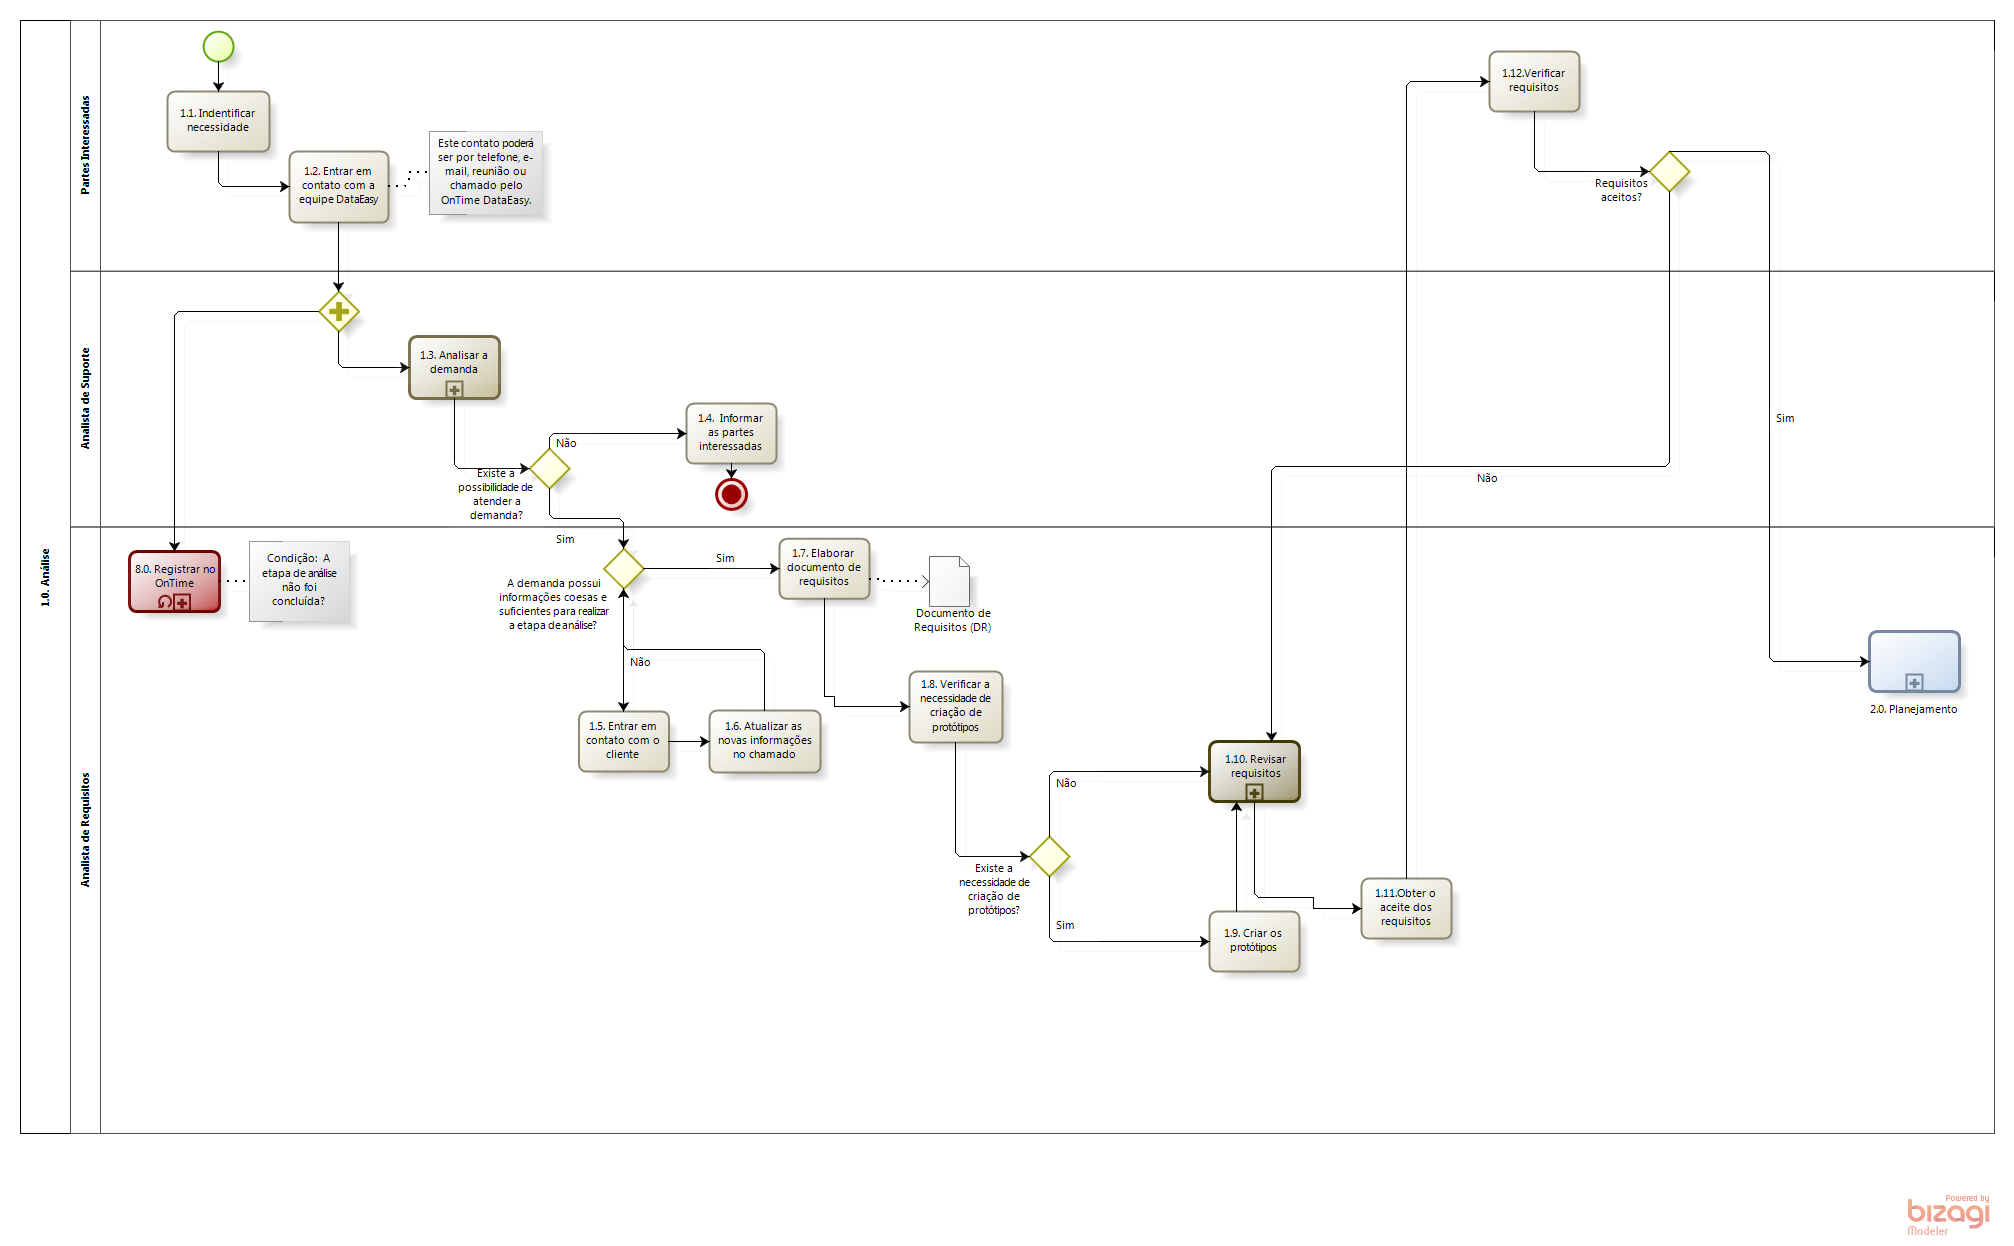 1.0. Análise
Partes Interessadas
1.1. Indentificar
necessidade
1.2. Entrar em
contato com a
equipe DataEasy
Este contato poderá
ser por telefone, e-
mail, reunião ou
chamado pelo
OnTime DataEasy.
1.12.Verificar
requisitos
Requisitos
aceitos?
Analista de Suporte
1.3. Analisar a
demanda
Existe a
possibilidade de
atender a
demanda?
Não
1.4.  Informar
as partes
interessadas
Sim
Não
Sim
Analista de Requisitos
8.0. Registrar no
OnTime
Condição:  A
etapa de análise
não foi
concluída?
A demanda possui
informações coesas e
suficientes para realizar
a etapa de análise?
Sim
1.7. Elaborar
documento de
requisitos
Documento de
Requisitos (DR)
Não
1.5. Entrar em
contato com o
cliente
1.6. Atualizar as
novas informações
no chamado
1.8. Verificar a
necessidade de
criação de
protótipos
Existe a
necessidade de
criação de
protótipos?
Não
Sim
1.10. Revisar
requisitos
1.9. Criar os
protótipos
1.11.Obter o
aceite dos
requisitos
2.0. Planejamento
Powered by
bizagi
Modeler